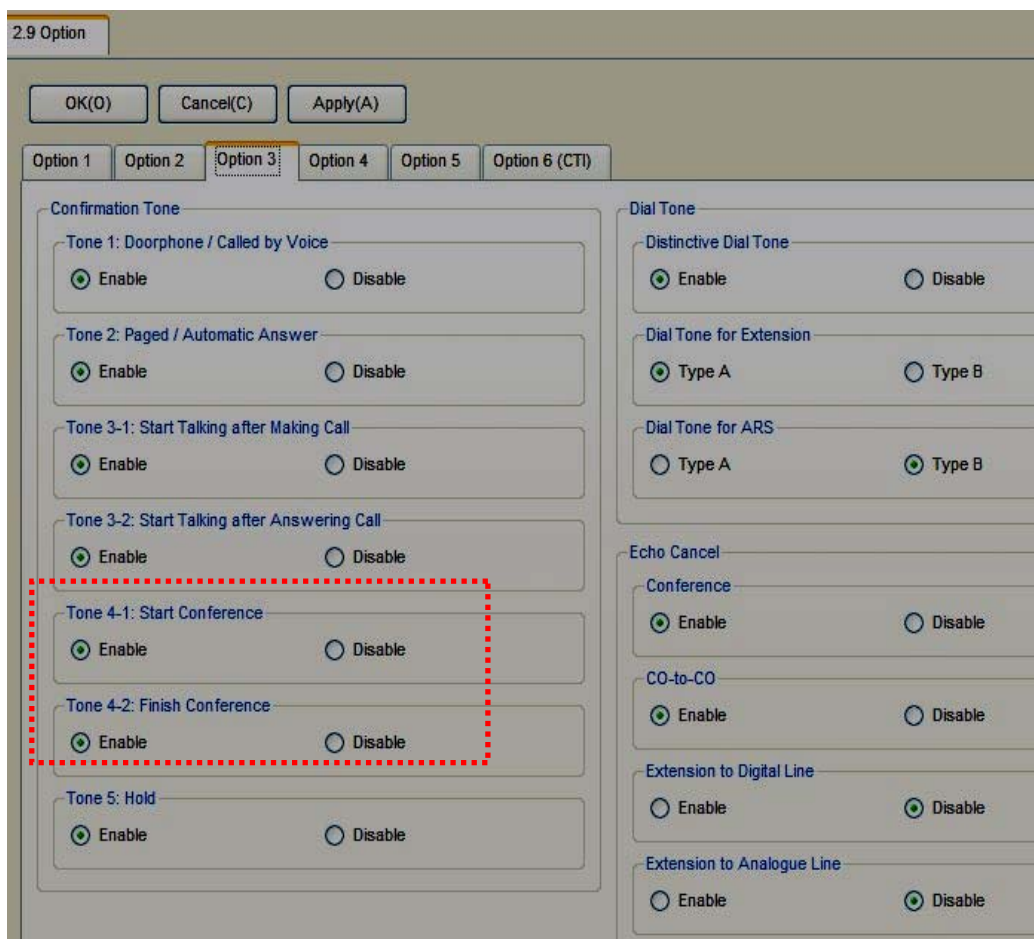 2.9 Option
OK(O) Cancel(C) Apply(A)
Option 1 Option 2 Option 3 Option 4 Option 5 Option 6 (CTI)
Confirmation Tone
Tone 1: Doorphone / Called by Voice
Enable Disable
Tone 2: Paged / Automatic Answer
Enable Disable
Tone 3-1: Start Talking after Making Call
Enable Disable
Tone 3-2: Start Talking after Answering Call
Enable Disable
Tone 4-1: Start Conference
Enable Disable
Tone 4-2: Finish Conference
Enable Disable
Tone 5: Hold
Enable Disable
Dial Tone
Distinctive Dial Tone
Enable Disable
Dial Tone for Extension
Type A Type B
Dial Tone for ARS
Type A Type B
Echo Cancel
Conference
Enable Disable
CO-to-CO
Enable Disable
Extension to Digital Line
Enable Disable
Extension to Analogue Line
Enable Disable